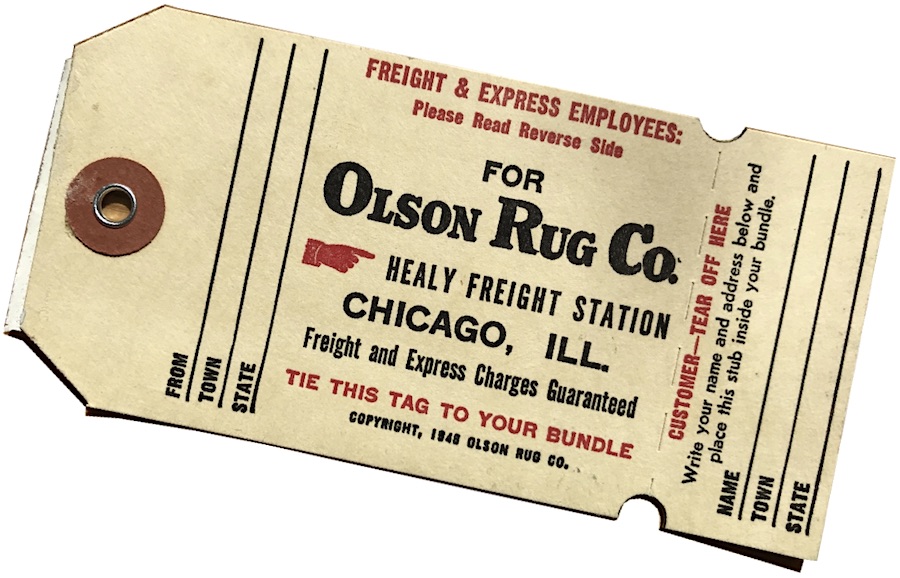 FROM
TOWN
STATE
FREIGHT & EXPRESS EMPLOYEES:
Please Read Reverse Side
FOR
OLSON RUG CO.
HEALY FREIGHT STATION
CHICAGO, ILL.
Freight and Express Charges Guaranteed
TIE THIS TAG TO YOUR BUNDLE
COPYRIGHT, 1948 OLSON RUG CO.
CUSTOMER—TEAR OFF HERE
Write your name and address below and
place this stub inside your bundle.
NAME
TOWN
STATE